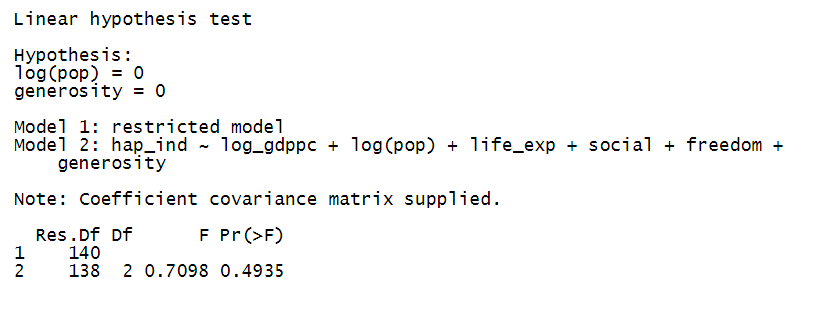 Linear hypothesis test
Hypothesis:
log(pop) = 0
generosity = 0
Model 1: restricted model
Model 2: hap_ind ~ log_gdppc + log(pop) + life_exp + social + freedom +
generosity
Note: Coefficient covariance matrix supplied.
Res.Df Df F Pr(>F)
1 140
2 138 2 0.7098 0.4935